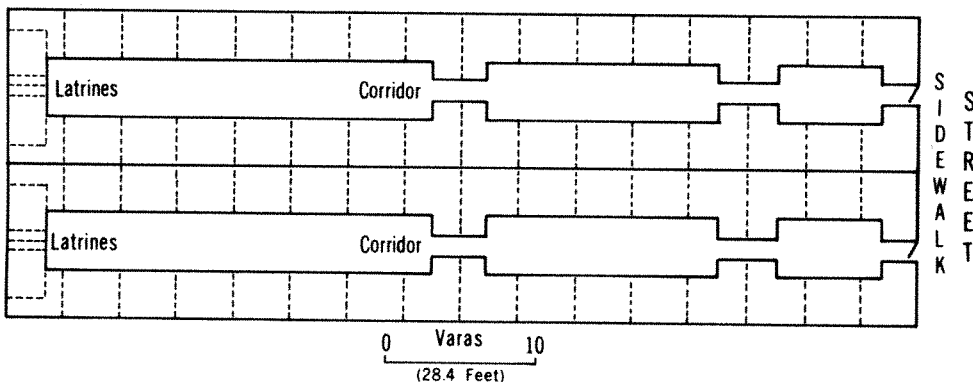 Latrines Corridor
Latrines Corridor
SIDEWALK
STREET
0 Varas 10
(28.4 Feet)